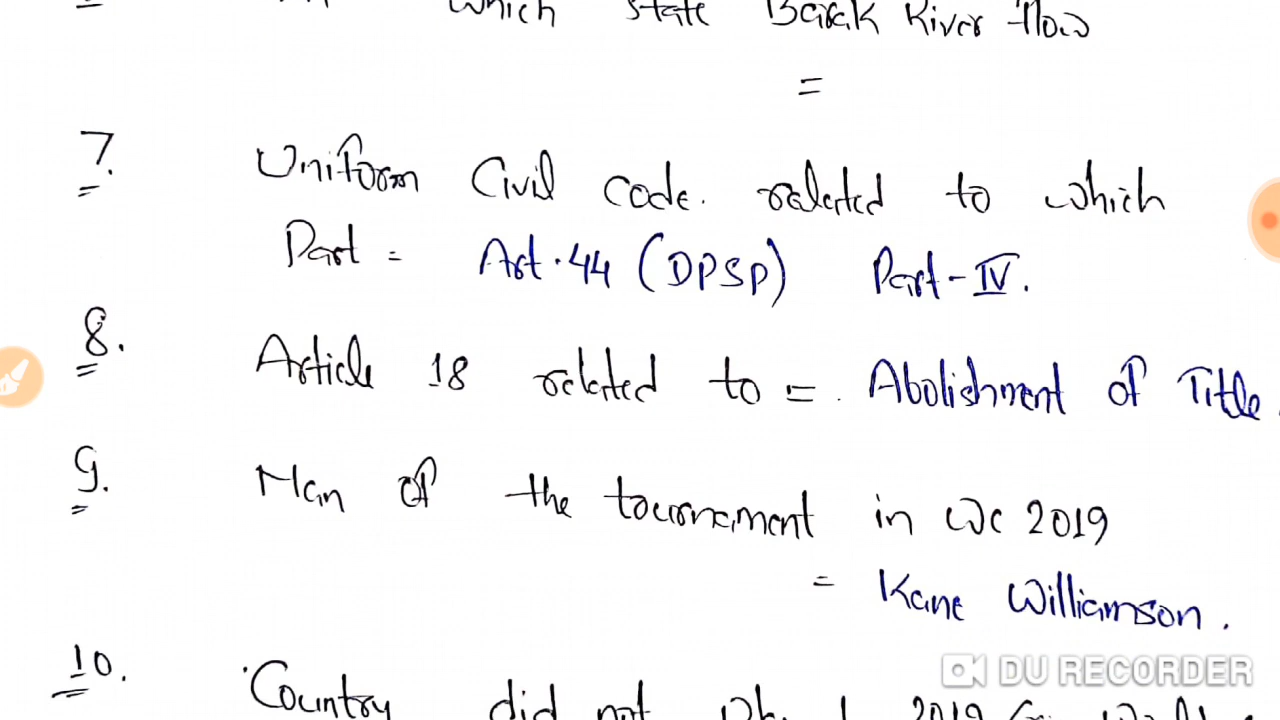 which state Barak River flow
=
7. Uniform Civil code. related to which
Part = Art.44 (DPSP) Part-IV.
8. Article 18 related to = . Abolishment of Title.
9. Man of the tournament in WC 2019
= Kane Williamson.
10. Country did not 2019
DU RECORDER